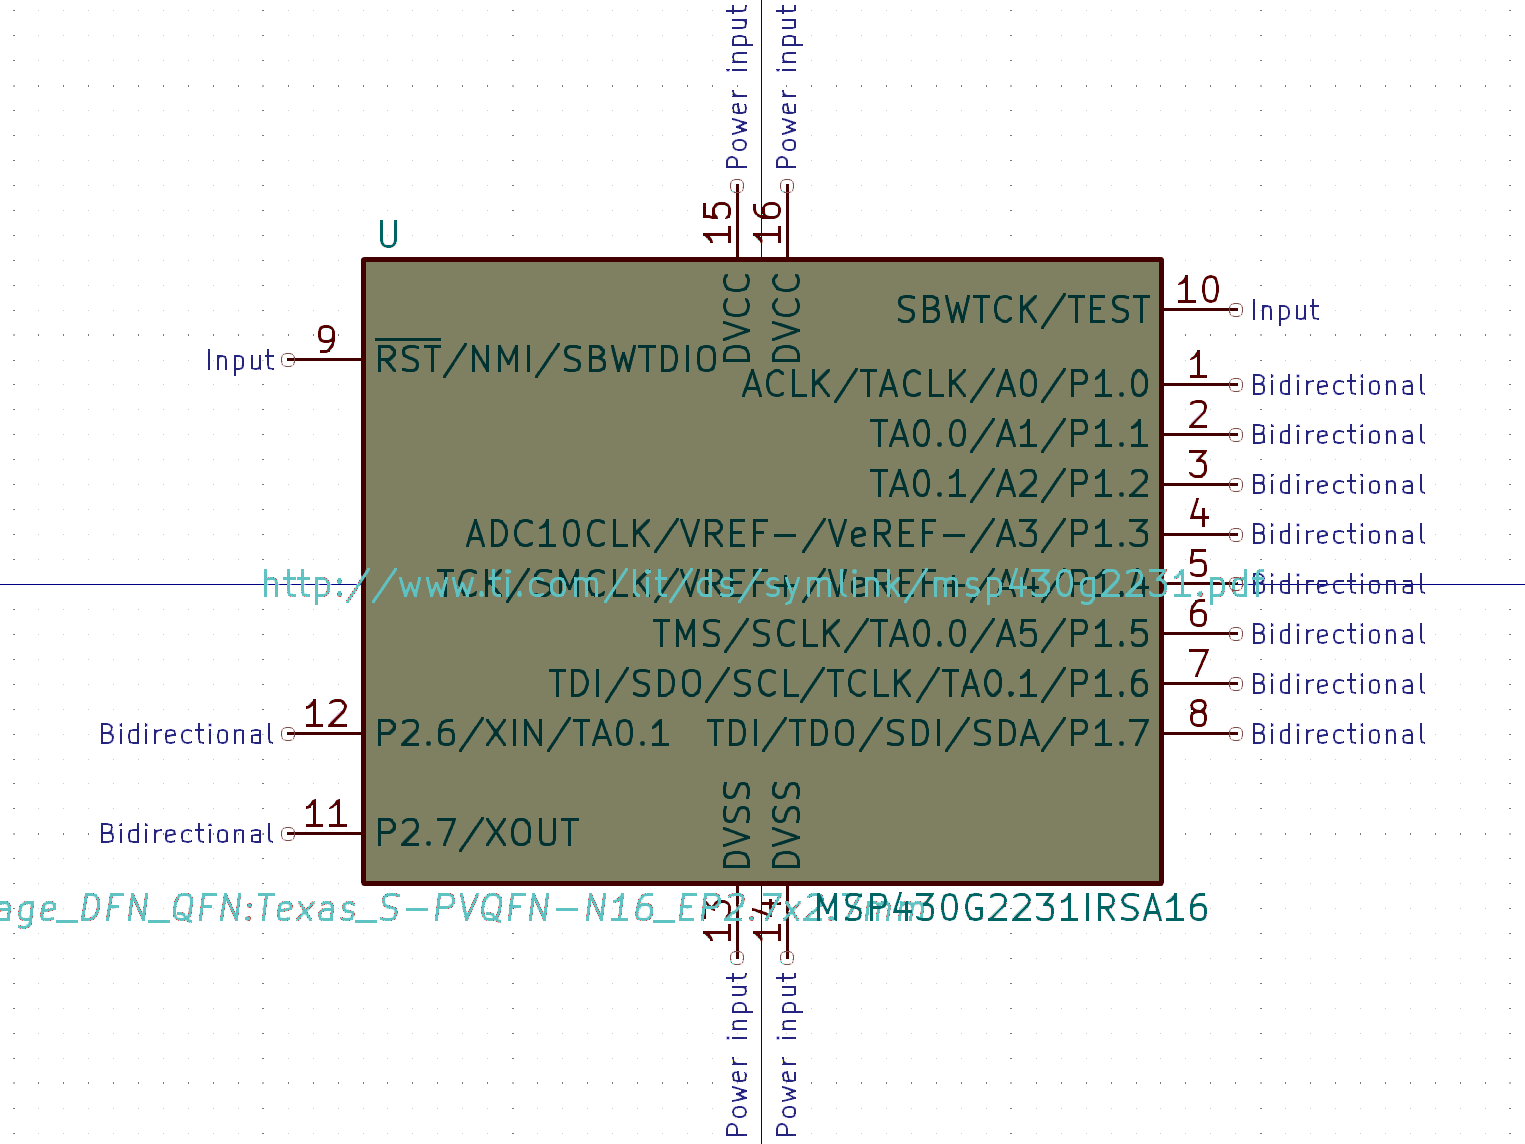 Power input
Power input
15
16
U
DVCC
DVCC
10
SBWTCK/TEST
Input
9
Input
RST/NMI/SBWTDIO
1
ACLK/TACLK/A0/P1.0
Bidirectional
2
TA0.0/A1/P1.1
Bidirectional
3
TA0.1/A2/P1.2
Bidirectional
4
ADC10CLK/VREF-/VeREF-/A3/P1.3
Bidirectional
5
TCK/SMCLK/VREF+/VeREF+/A4/P1.4
http://www.ti.com/lit/ds/symlink/msp430g2231.pdf
Bidirectional
6
TMS/SCLK/TA0.0/A5/P1.5
Bidirectional
7
TDI/SDO/SCL/TCLK/TA0.1/P1.6
Bidirectional
12
Bidirectional
P2.6/XIN/TA0.1
8
TDI/TDO/SDI/SDA/P1.7
Bidirectional
11
Bidirectional
P2.7/XOUT
DVSS
DVSS
age_DFN_QFN:Texas_S-PVQFN-N16_EP2.7x2.7mm
MSP430G2231IRSA16
13
14
Power input
Power input